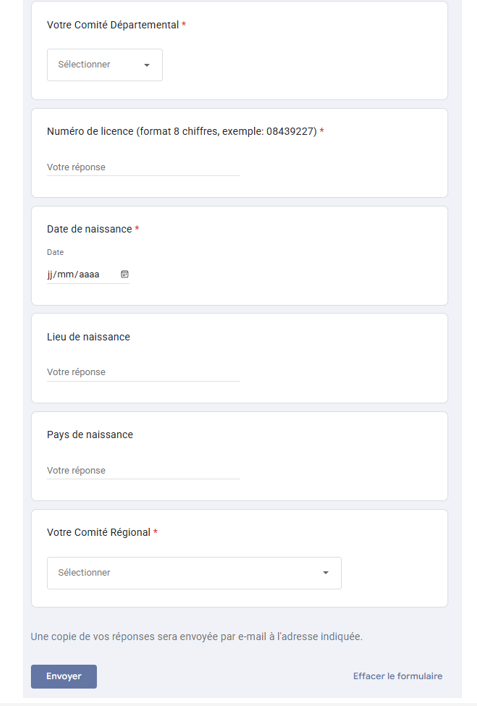 Votre Comité Départemental *
Sélectionner
Numéro de licence (format 8 chiffres, exemple: 08439227) *
Votre réponse
Date de naissance *
Date
jj/mm/aaaa
Lieu de naissance
Votre réponse
Pays de naissance
Votre réponse
Votre Comité Régional *
Sélectionner
Une copie de vos réponses sera envoyée par e-mail à l'adresse indiquée.
Envoyer
Effacer le formulaire